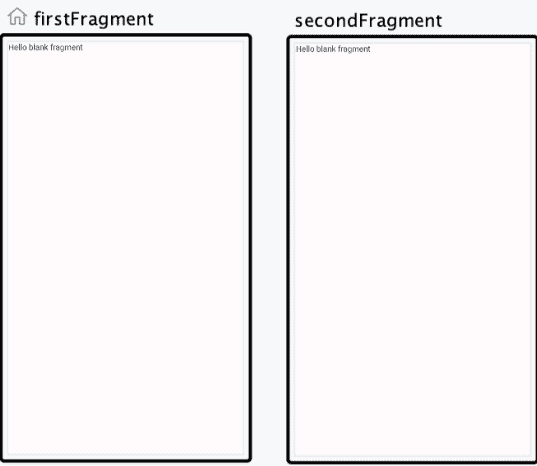 firstFragment
secondFragment
Hello blank fragment
Hello blank fragment